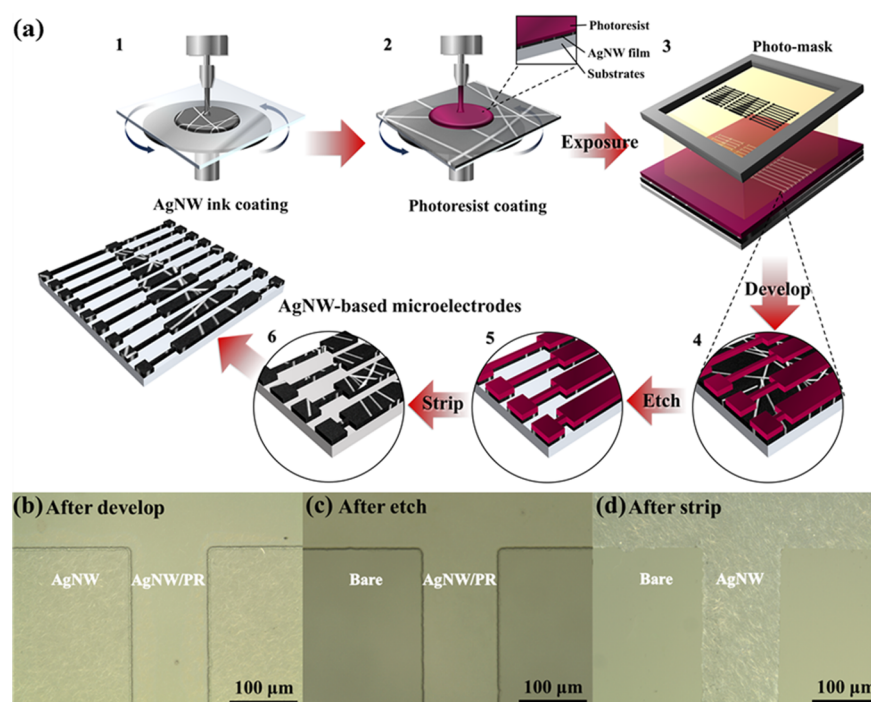 (a)
1
2
Photoresist
AgNW film
Substrates
3
Photo-mask
Exposure
AgNW ink coating
Photoresist coating
Develop
AgNW-based microelectrodes
6
5
4
Strip
Etch
(b) After develop
AgNW
AgNW/PR
100 μm
(c) After etch
Bare
AgNW/PR
100 μm
(d) After strip
Bare
AgNW
100 μm